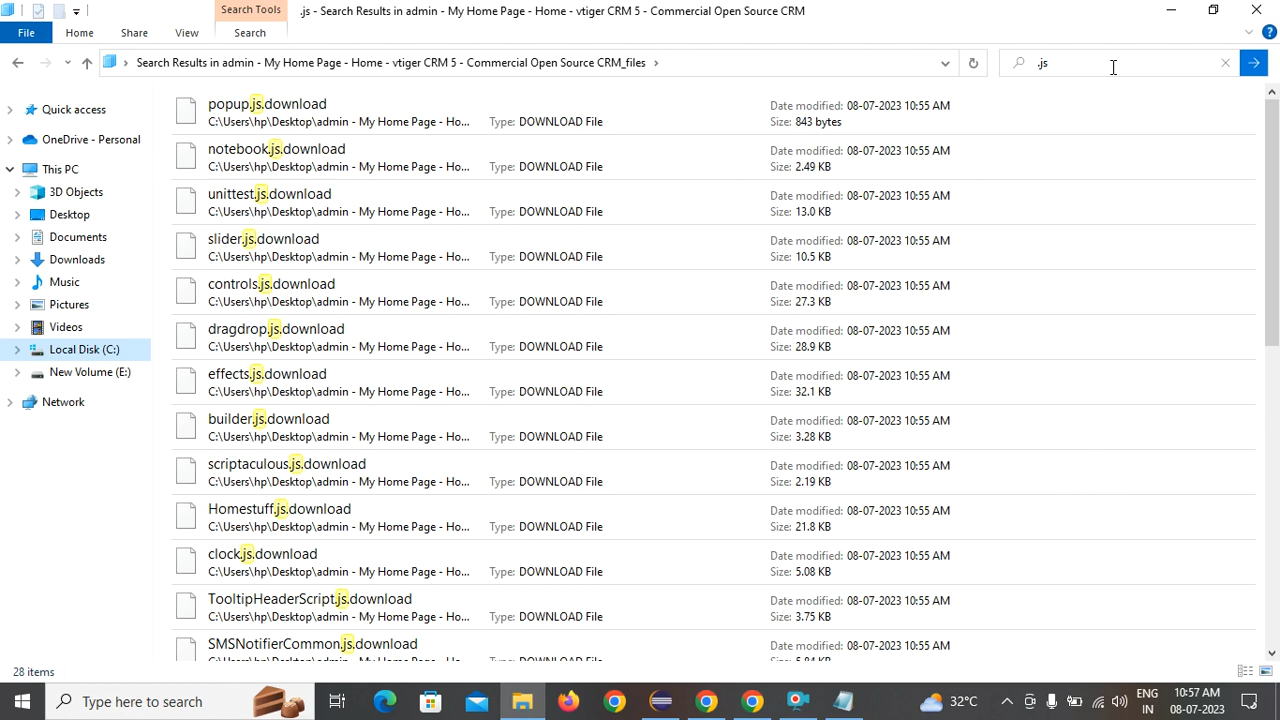 Search Tools
.js - Search Results in admin - My Home Page - Home - vtiger CRM 5 - Commercial Open Source CRM
File Home Share View Search
Search Results in admin - My Home Page - Home - vtiger CRM 5 - Commercial Open Source CRM_files
.js
Quick access
OneDrive - Personal
This PC
3D Objects
Desktop
Documents
Downloads
Music
Pictures
Videos
Local Disk (C:)
New Volume (E:)
Network
popup.js.download Date modified: 08-07-2023 10:55 AM
C:\Users\hp\Desktop\admin - My Home Page - Ho... Type: DOWNLOAD File Size: 843 bytes
notebook.js.download Date modified: 08-07-2023 10:55 AM
C:\Users\hp\Desktop\admin - My Home Page - Ho... Type: DOWNLOAD File Size: 2.49 KB
unittest.js.download Date modified: 08-07-2023 10:55 AM
C:\Users\hp\Desktop\admin - My Home Page - Ho... Type: DOWNLOAD File Size: 13.0 KB
slider.js.download Date modified: 08-07-2023 10:55 AM
C:\Users\hp\Desktop\admin - My Home Page - Ho... Type: DOWNLOAD File Size: 10.5 KB
controls.js.download Date modified: 08-07-2023 10:55 AM
C:\Users\hp\Desktop\admin - My Home Page - Ho... Type: DOWNLOAD File Size: 27.3 KB
dragdrop.js.download Date modified: 08-07-2023 10:55 AM
C:\Users\hp\Desktop\admin - My Home Page - Ho... Type: DOWNLOAD File Size: 28.9 KB
effects.js.download Date modified: 08-07-2023 10:55 AM
C:\Users\hp\Desktop\admin - My Home Page - Ho... Type: DOWNLOAD File Size: 32.1 KB
builder.js.download Date modified: 08-07-2023 10:55 AM
C:\Users\hp\Desktop\admin - My Home Page - Ho... Type: DOWNLOAD File Size: 3.28 KB
scriptaculous.js.download Date modified: 08-07-2023 10:55 AM
C:\Users\hp\Desktop\admin - My Home Page - Ho... Type: DOWNLOAD File Size: 2.19 KB
Homestuff.js.download Date modified: 08-07-2023 10:55 AM
C:\Users\hp\Desktop\admin - My Home Page - Ho... Type: DOWNLOAD File Size: 21.8 KB
clock.js.download Date modified: 08-07-2023 10:55 AM
C:\Users\hp\Desktop\admin - My Home Page - Ho... Type: DOWNLOAD File Size: 5.08 KB
TooltipHeaderScript.js.download Date modified: 08-07-2023 10:55 AM
C:\Users\hp\Desktop\admin - My Home Page - Ho... Type: DOWNLOAD File Size: 3.75 KB
SMSNotifierCommon.js.download Date modified: 08-07-2023 10:55 AM
C:\Users\hp\Desktop\admin - My Home Page - Ho... Type: DOWNLOAD File Size: 5.84 KB
28 items
Type here to search
32°C
ENG
IN
10:57 AM
08-07-2023